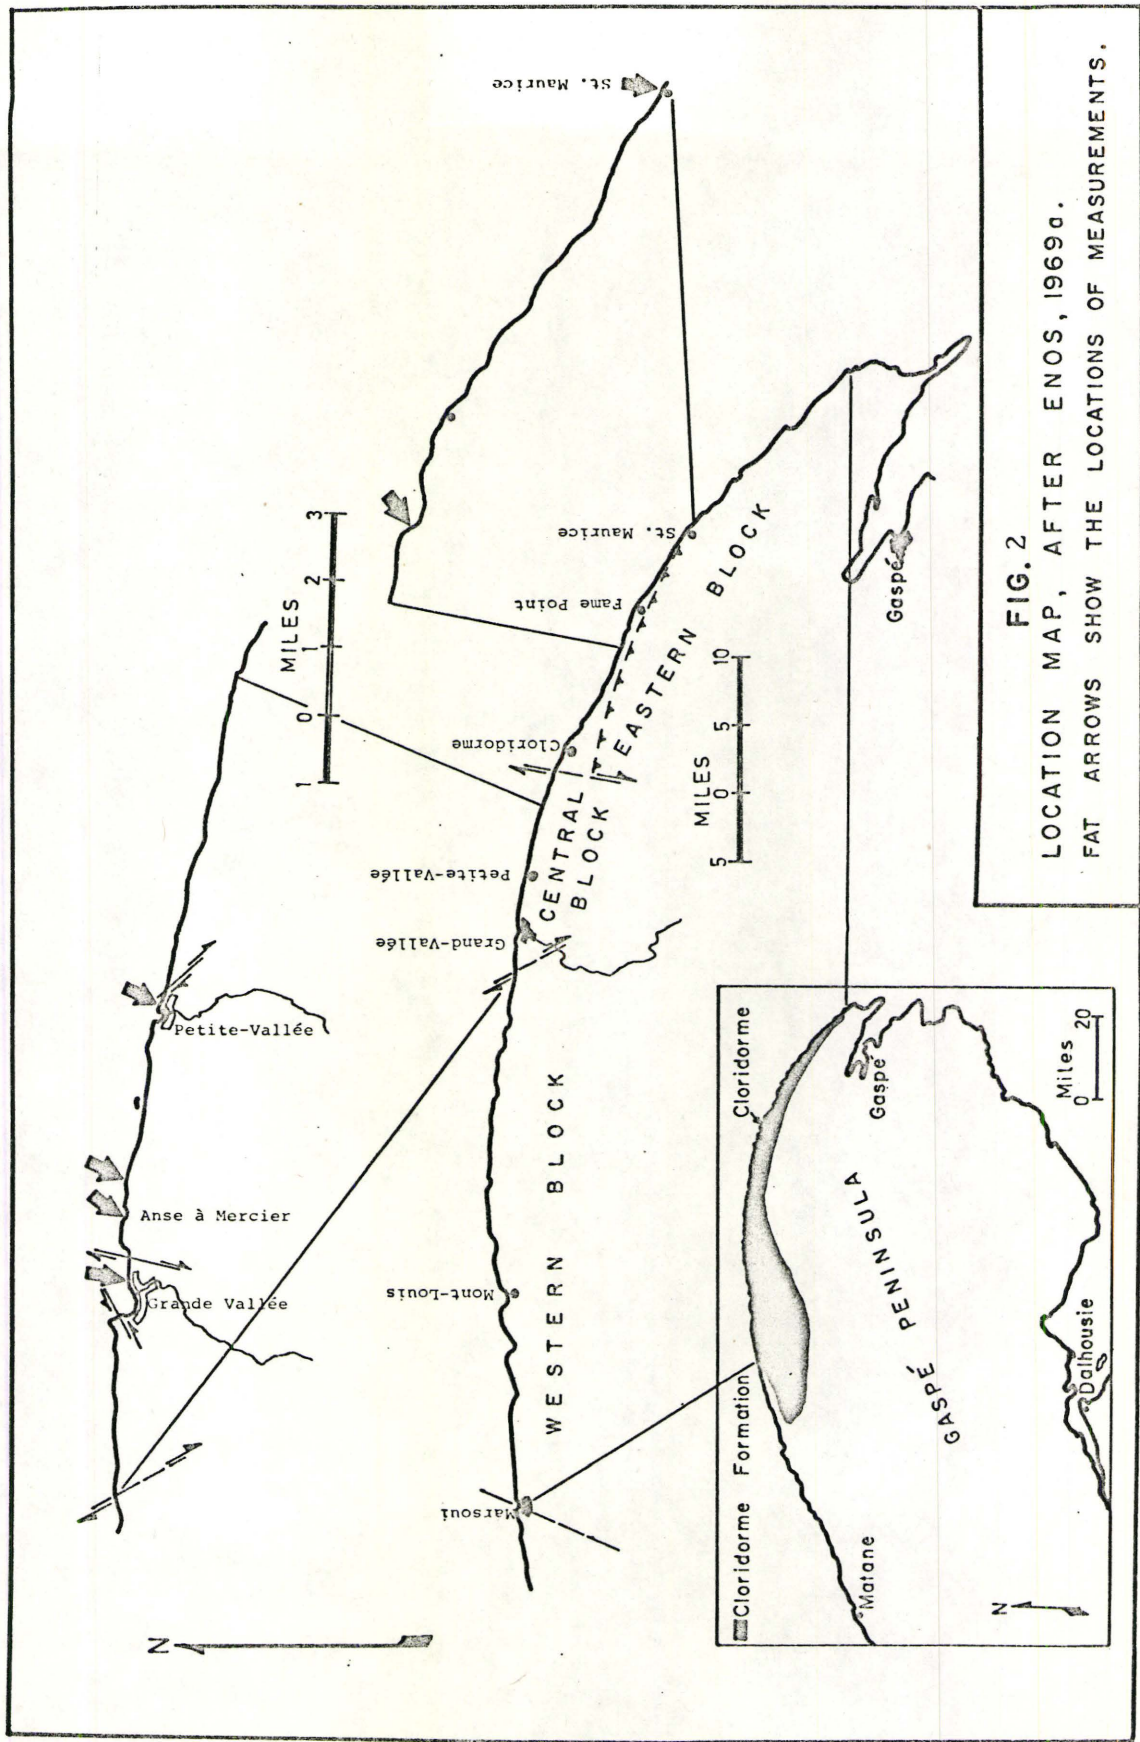 N
Grande Vallée
Anse à Mercier
Petite-Vallée
MILES
1 0 1 2 3
St. Maurice
Marsoui
Mont-Louis
Grand-Vallée
Petite-Vallée
Cloridorme
Fame Point
St. Maurice
WESTERN BLOCK
CENTRAL
BLOCK
EASTERN BLOCK
MILES
5 0 5 10
Gaspé
Cloridorme Formation
Cloridorme
Matane
GASPÉ PENINSULA
Gaspé
Dalhousie
N
Miles
0 20
FIG. 2
LOCATION MAP, AFTER ENOS, 1969a.
FAT ARROWS SHOW THE LOCATIONS OF MEASUREMENTS.